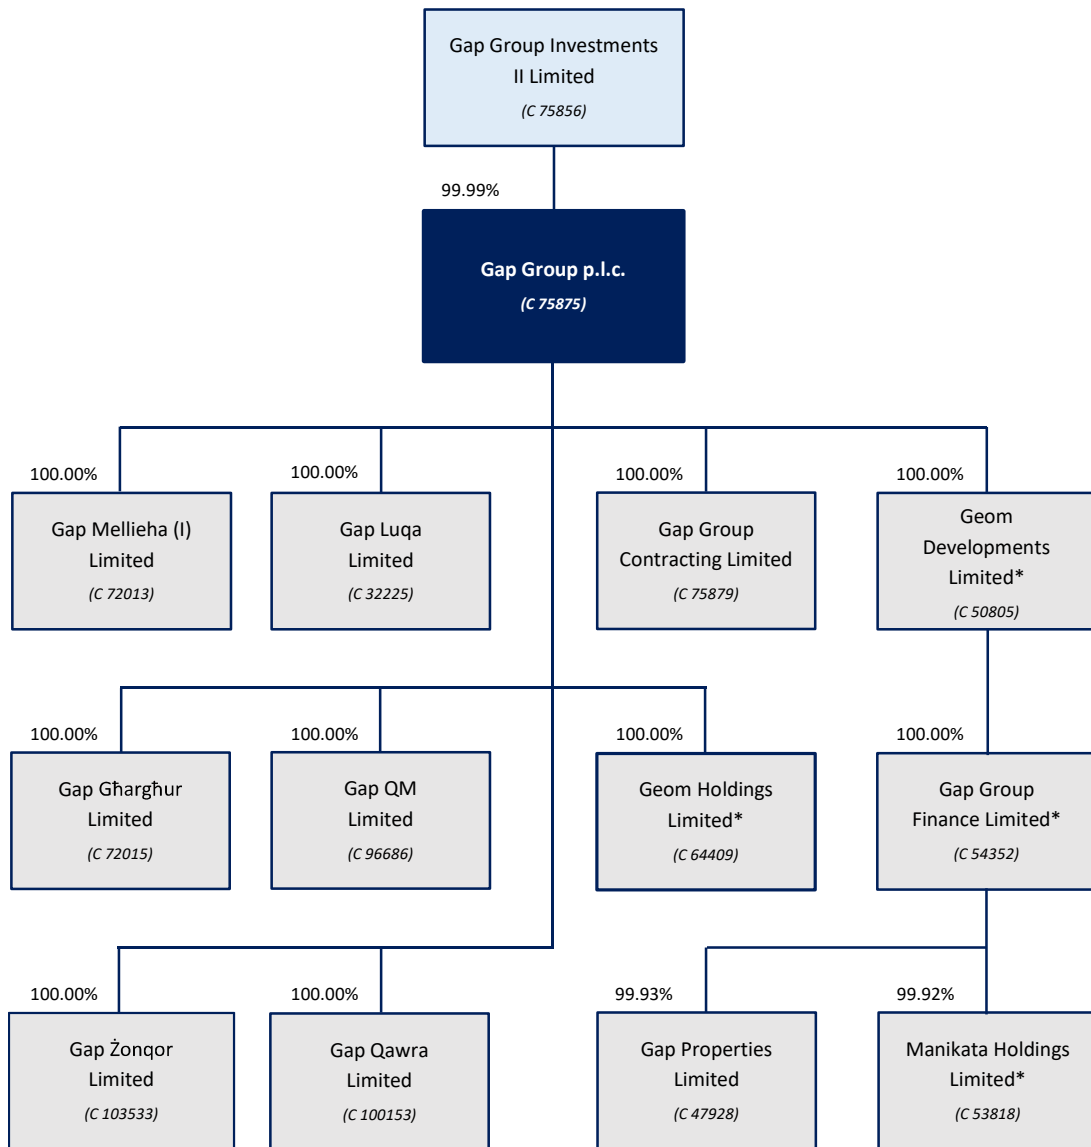 Gap Group Investments
II Limited
(C 75856)
99.99%
Gap Group p.l.c.
(C 75875)
100.00%
Gap Mellieha (I)
Limited
(C 72013)
100.00%
Gap Luqa
Limited
(C 32225)
100.00%
Gap Group
Contracting Limited
(C 75879)
100.00%
Geom
Developments
Limited*
(C 50805)
100.00%
Gap Għargħur
Limited
(C 72015)
100.00%
Gap QM
Limited
(C 96686)
100.00%
Geom Holdings
Limited*
(C 64409)
100.00%
Gap Group
Finance Limited*
(C 54352)
100.00%
Gap Żonqor
Limited
(C 103533)
100.00%
Gap Qawra
Limited
(C 100153)
99.93%
Gap Properties
Limited
(C 47928)
99.92%
Manikata Holdings
Limited*
(C 53818)